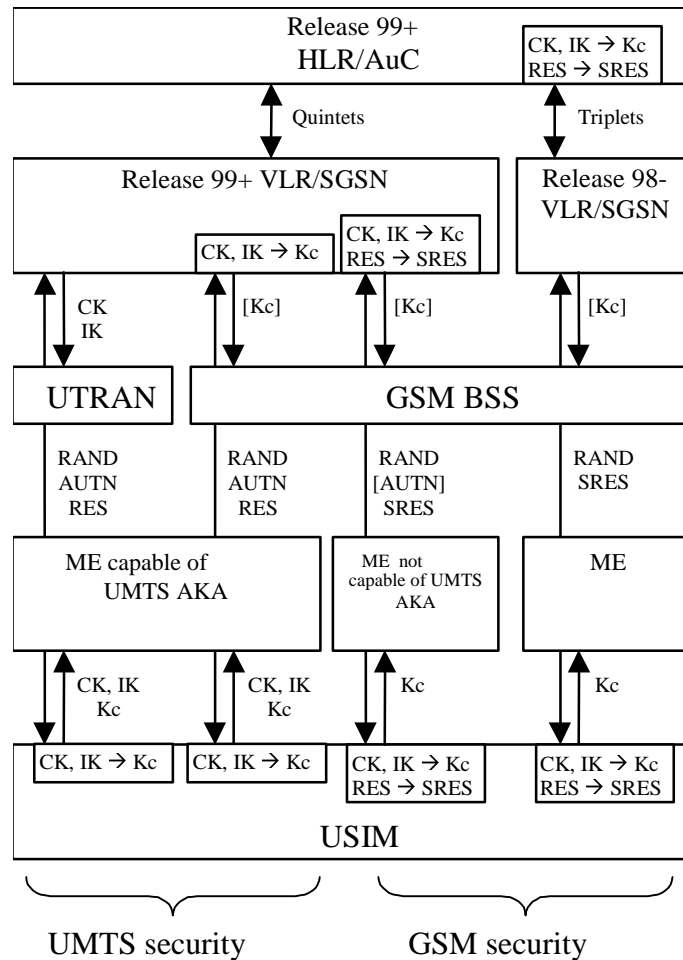 Release 99+
HLR/AuC
CK, IK → Kc
RES → SRES
Quintets
Triplets
Release 99+ VLR/SGSN
CK, IK → Kc
CK, IK → Kc
RES → SRES
Release 98-
VLR/SGSN
CK
IK
[Kc]
[Kc]
[Kc]
UTRAN
GSM BSS
RAND
AUTN
RES
RAND
AUTN
RES
RAND
[AUTN]
SRES
RAND
SRES
ME capable of
UMTS AKA
ME not
capable of UMTS
AKA
ME
CK, IK
Kc
CK, IK
Kc
Kc
Kc
CK, IK → Kc
CK, IK → Kc
CK, IK → Kc
RES → SRES
CK, IK → Kc
RES → SRES
USIM
UMTS security
GSM security